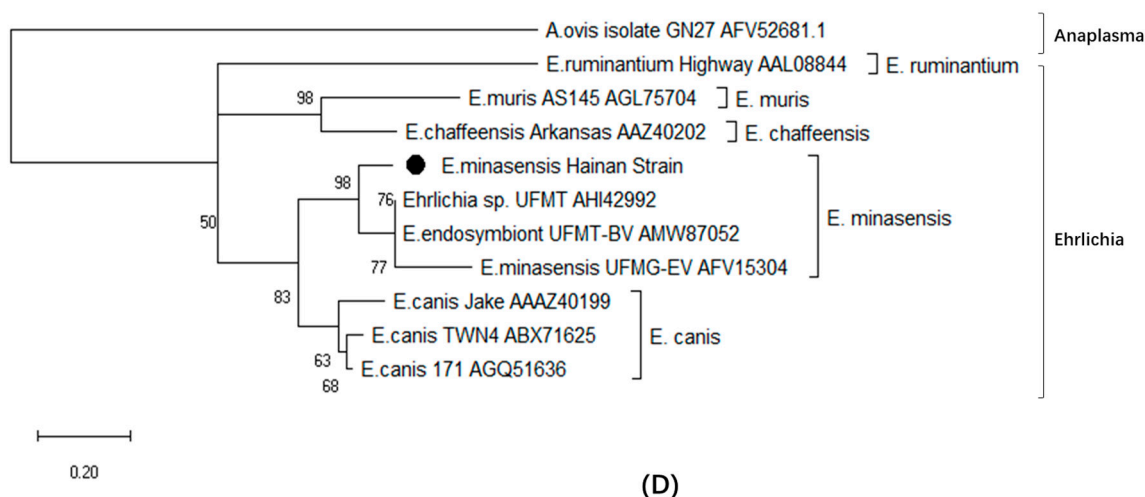 A.ovis isolate GN27 AFV52681.1
Anaplasma
E.ruminantium Highway AAL08844
E. ruminantium
98
E.muris AS145 AGL75704
E. muris
E.chaffeensis Arkansas AAZ40202
E. chaffeensis
E.minasensis Hainan Strain
98
76
Ehrlichia sp. UFMT AHI42992
E. minasensis
50
E.endosymbiont UFMT-BV AMW87052
Ehrlichia
77
E.minasensis UFMG-EV AFV15304
83
E.canis Jake AAAZ40199
E.canis TWN4 ABX71625
E. canis
63
E.canis 171 AGQ51636
68
0.20
(D)